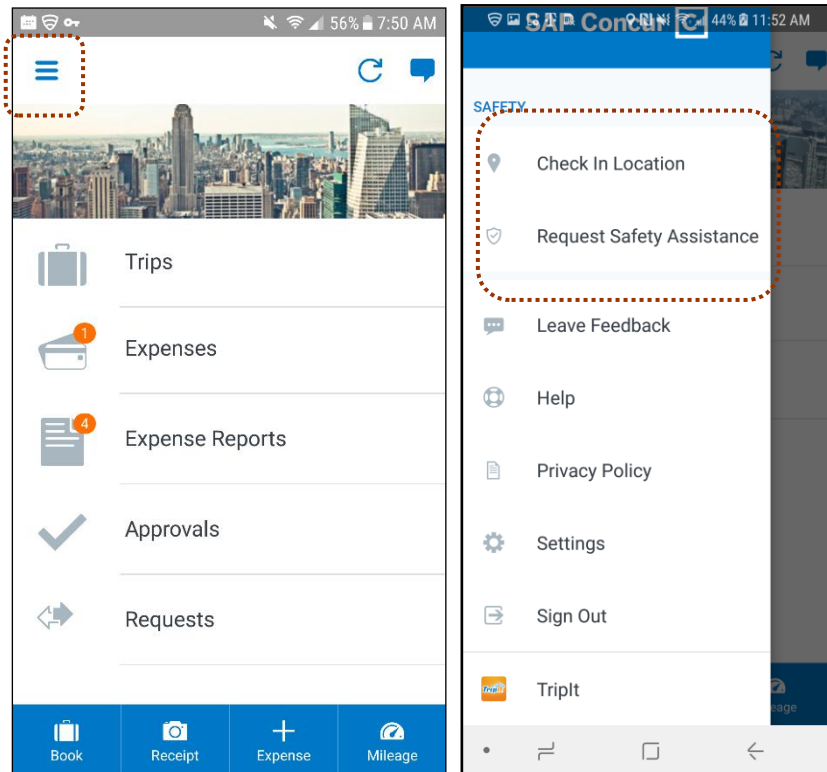 56% 7:50 AM
Trips
1
Expenses
4
Expense Reports
Approvals
Requests
Book
Receipt
Expense
Mileage
SAP Concur C
44% 11:52 AM
SAFETY
Check In Location
Request Safety Assistance
Leave Feedback
Help
Privacy Policy
Settings
Sign Out
TripIt
TripIt
eage